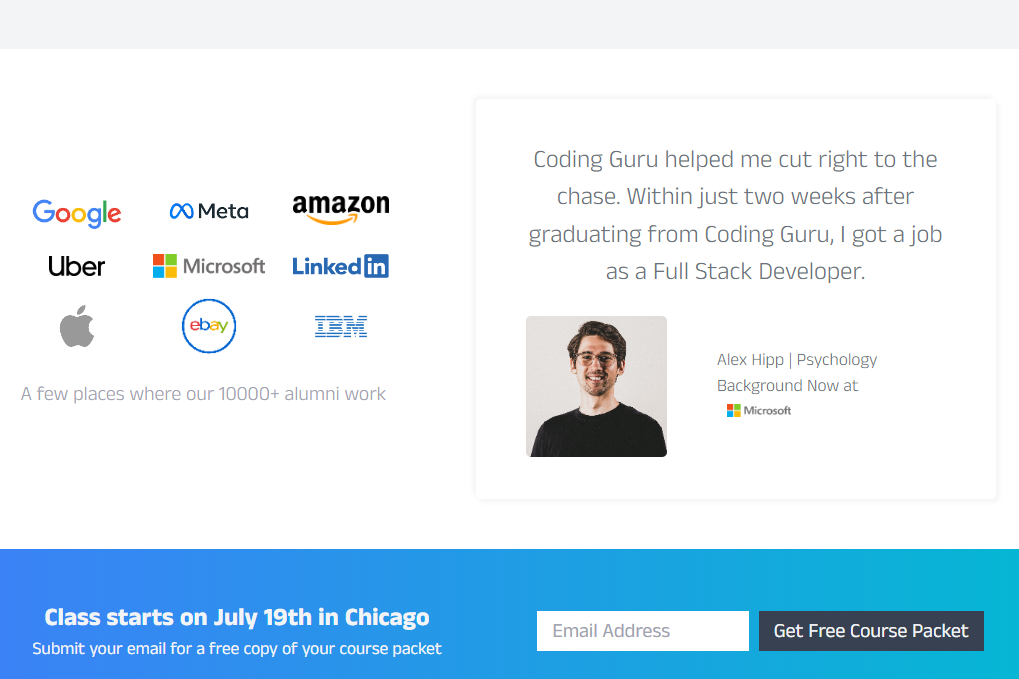 Google
Meta
amazon
Uber
Microsoft
LinkedIn
ebay
IBM
A few places where our 10000+ alumni work
Coding Guru helped me cut right to the
chase. Within just two weeks after
graduating from Coding Guru, I got a job
as a Full Stack Developer.
Alex Hipp | Psychology
Background Now at
Microsoft
Class starts on July 19th in Chicago
Submit your email for a free copy of your course packet
Email Address
Get Free Course Packet